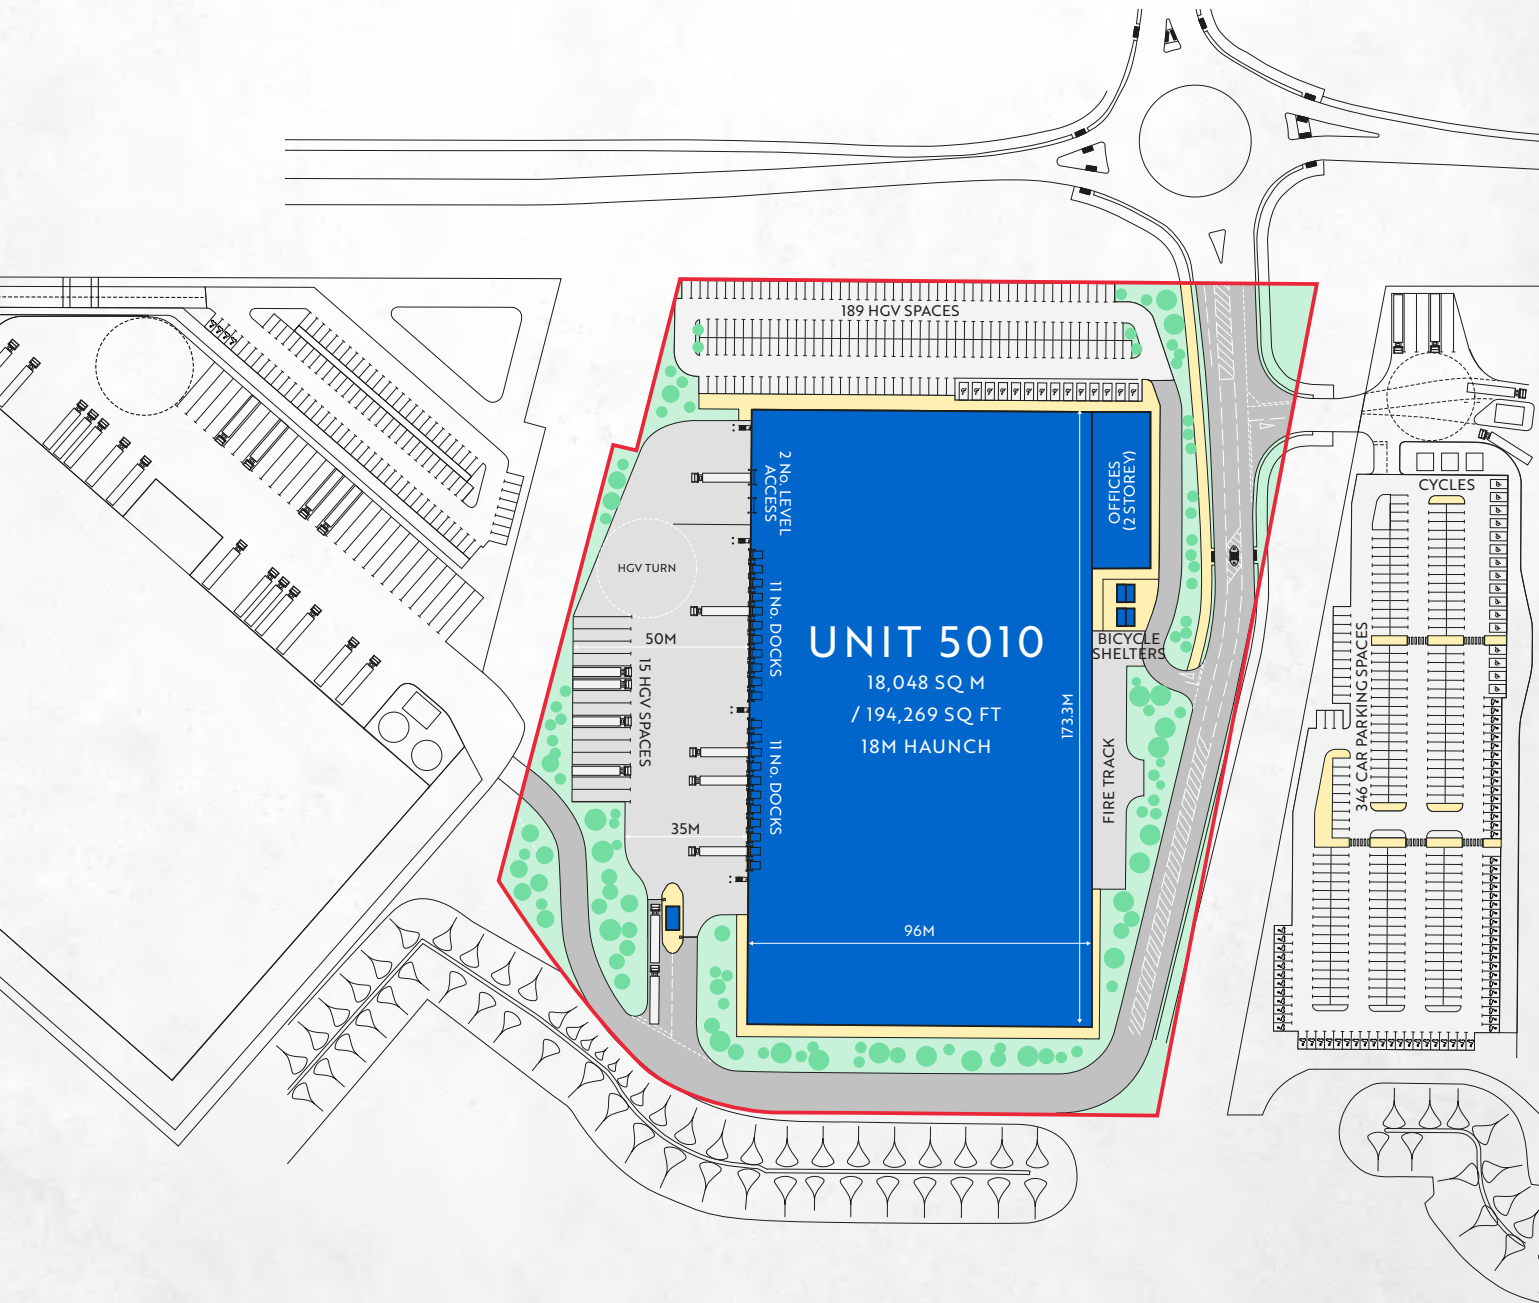 189 HGV SPACES
2 No. LEVEL
ACCESS
OFFICES
(2 STOREY)
CYCLES
HGV TURN
11 No. DOCKS
50M
15 HGV SPACES
UNIT 5010
18,048 SQ M
/ 194,269 SQ FT
18M HAUNCH
BICYCLE
SHELTERS
173.3M
346 CAR PARKING SPACES
11 No. DOCKS
FIRE TRACK
35M
96M